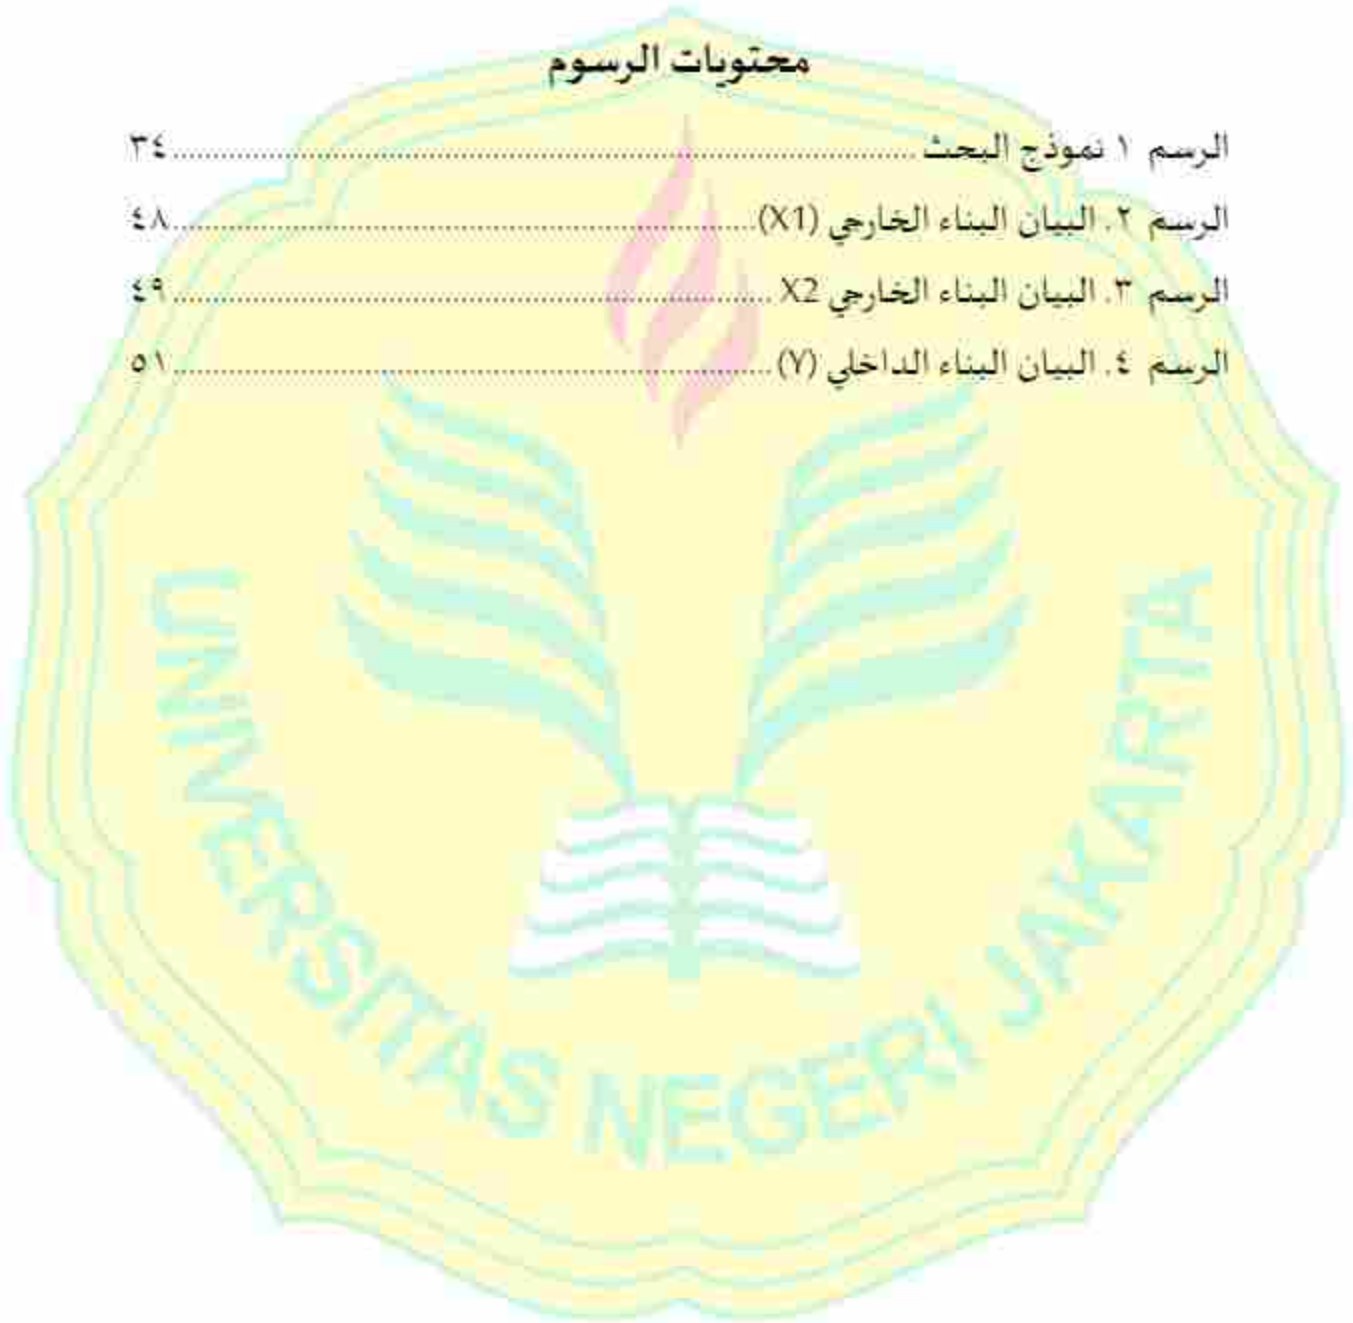 محتويات الرسوم
الرسم ١ نموذج البحث ........................................ ٣٤
الرسم ٢. البيان البناء الخارجي (X1) ........................................ ٤٨
الرسم ٣. البيان البناء الخارجي X2 ........................................ ٤٩
الرسم ٤. البيان البناء الداخلي (Y) ........................................ ٥١
UNIVERSITAS NEGERI JAKARTA